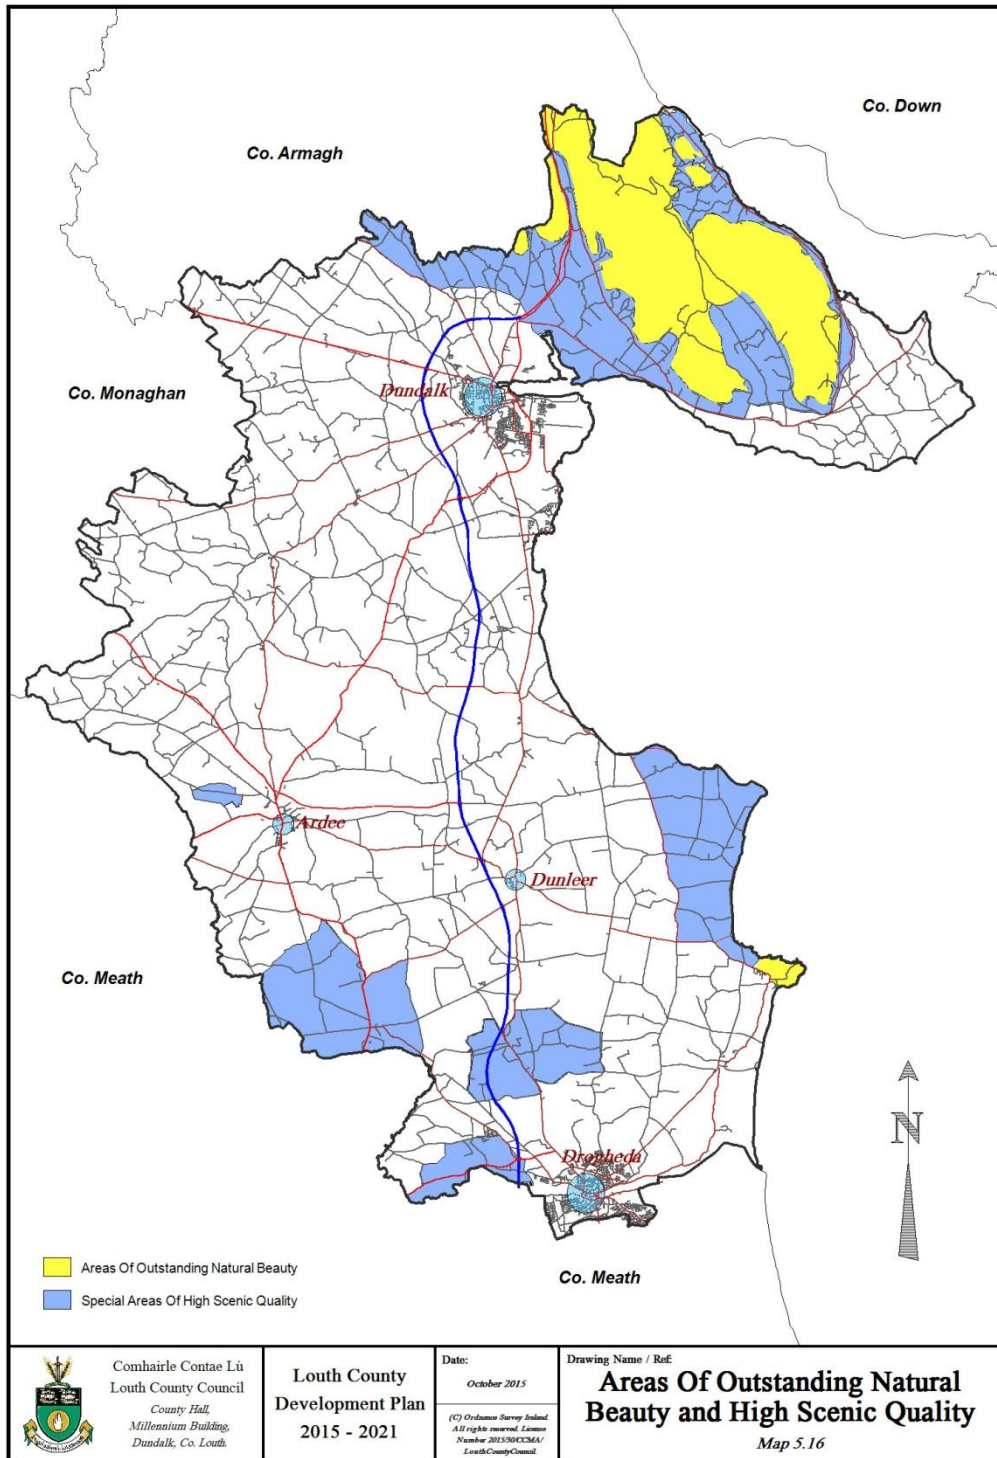 Co. Down
Co. Armagh
Co. Monaghan
Dundalk
Ardee
Dunleer
Co. Meath
N
Drogheda
Areas Of Outstanding Natural Beauty
Special Areas Of High Scenic Quality
Co. Meath
Comhairle Contae Lú
Louth County Council
County Hall,
Millennium Building,
Dundalk, Co. Louth.
Louth County
Development Plan
2015 - 2021
Date:
October 2015
(C) Ordnance Survey Ireland.
All rights reserved. License
Number 2015/30/CCMA/
LouthCountyCouncil
Drawing Name / Ref:
Areas Of Outstanding Natural
Beauty and High Scenic Quality
Map 5.16